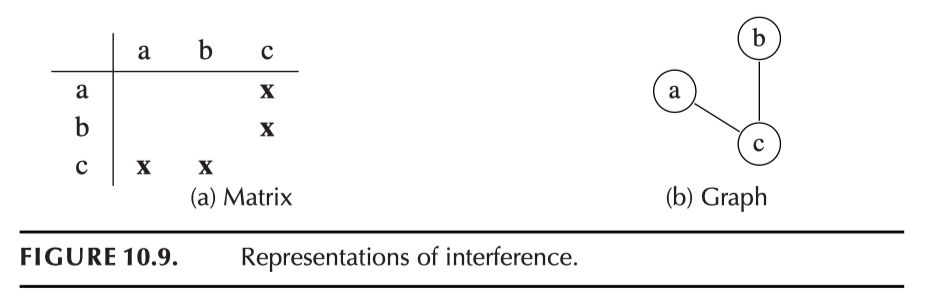 a b c
a x
b x
c x x
(a) Matrix
b
a
c
(b) Graph
FIGURE 10.9. Representations of interference.